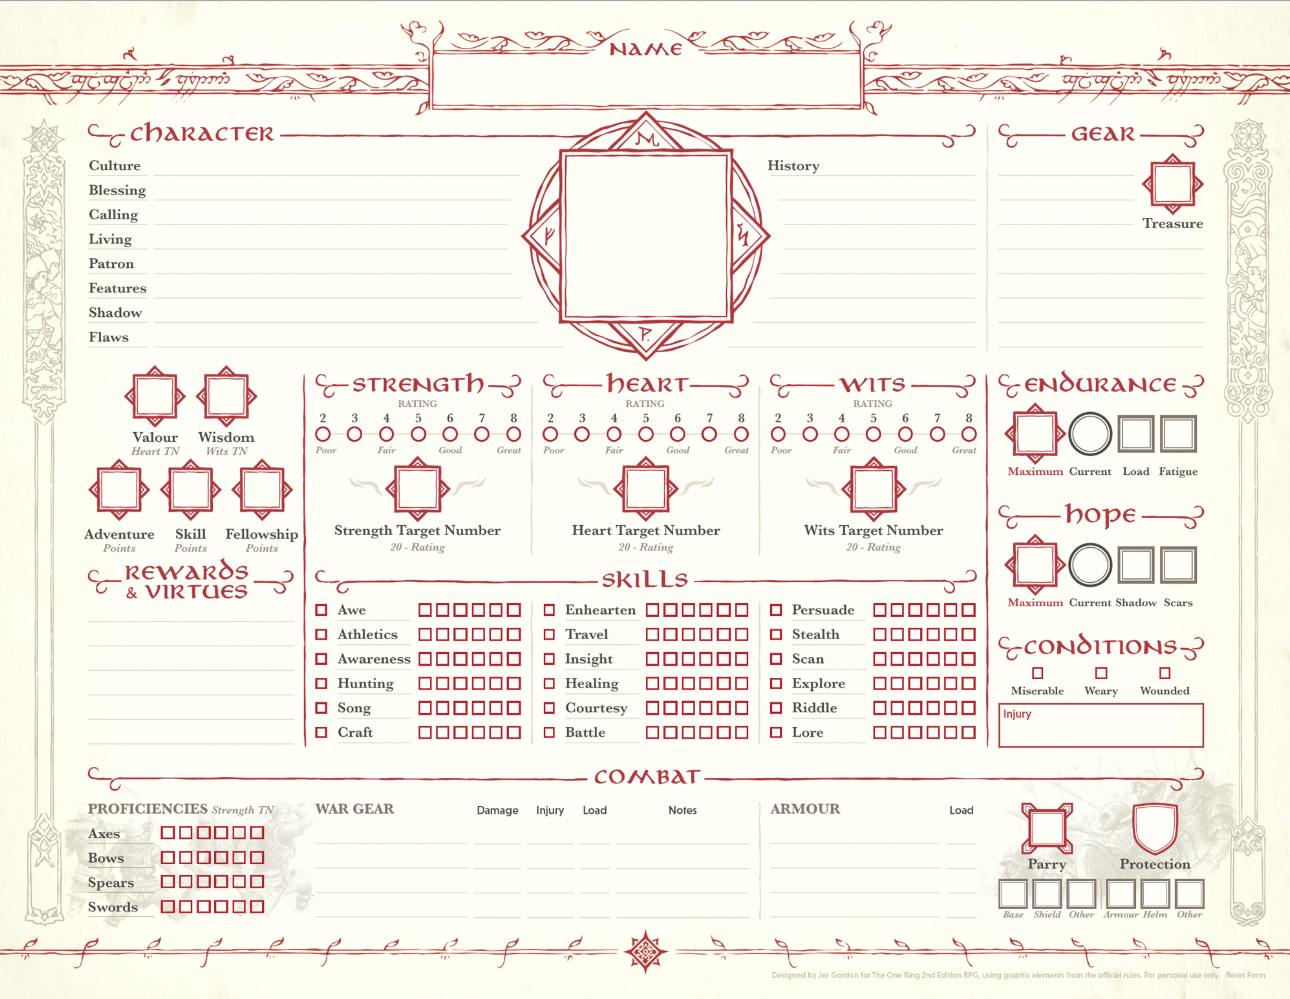 NAME
CHARACTER
Culture
Blessing
Calling
Living
Patron
Features
Shadow
Flaws
History
GEAR
Treasure
Valour
Heart TN
Wisdom
Wits TN
Adventure
Points
Skill
Points
Fellowship
Points
REWARDS
& VIRTUES
STRENGTH
RATING
2 3 4 5 6 7 8
Poor Fair Good Great
Strength Target Number
20 - Rating
HEART
RATING
2 3 4 5 6 7 8
Poor Fair Good Great
Heart Target Number
20 - Rating
WITS
RATING
2 3 4 5 6 7 8
Poor Fair Good Great
Wits Target Number
20 - Rating
SKILLS
Awe
Athletics
Awareness
Hunting
Song
Craft
Enhearten
Travel
Insight
Healing
Courtesy
Battle
Persuade
Stealth
Scan
Explore
Riddle
Lore
ENDURANCE
Maximum Current Load Fatigue
HOPE
Maximum Current Shadow Scars
CONDITIONS
Miserable Weary Wounded
Injury
COMBAT
PROFICIENCIES Strength TN
Axes
Bows
Spears
Swords
WAR GEAR Damage Injury Load Notes
ARMOUR Load
Parry
Base Shield Other
Protection
Armour Helm Other
Designed by Jez Gordon for The One Ring 2nd Edition RPG, using graphic elements from the official rules. For personal use only. Reset Form